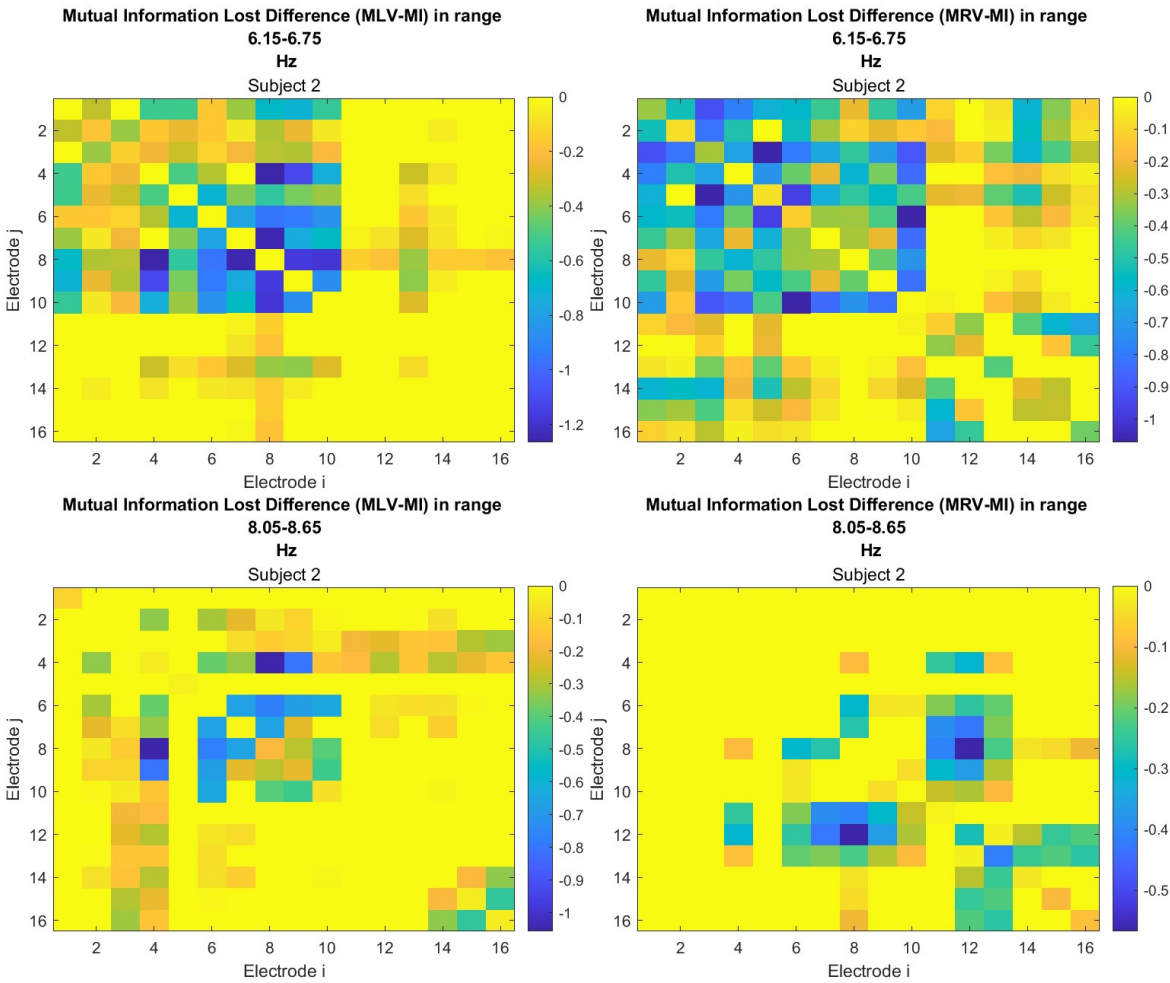 Mutual Information Lost Difference (MLV-MI) in range
6.15-6.75
Hz
Subject 2
2
4
6
8
10
12
14
16
Electrode j
2 4 6 8 10 12 14 16
Electrode i
0
-0.2
-0.4
-0.6
-0.8
-1
-1.2
Mutual Information Lost Difference (MRV-MI) in range
6.15-6.75
Hz
Subject 2
2
4
6
8
10
12
14
16
Electrode j
2 4 6 8 10 12 14 16
Electrode i
0
-0.1
-0.2
-0.3
-0.4
-0.5
-0.6
-0.7
-0.8
-0.9
-1
Mutual Information Lost Difference (MLV-MI) in range
8.05-8.65
Hz
Subject 2
2
4
6
8
10
12
14
16
Electrode j
2 4 6 8 10 12 14 16
Electrode i
0
-0.1
-0.2
-0.3
-0.4
-0.5
-0.6
-0.7
-0.8
-0.9
-1
Mutual Information Lost Difference (MRV-MI) in range
8.05-8.65
Hz
Subject 2
2
4
6
8
10
12
14
16
Electrode j
2 4 6 8 10 12 14 16
Electrode i
0
-0.1
-0.2
-0.3
-0.4
-0.5